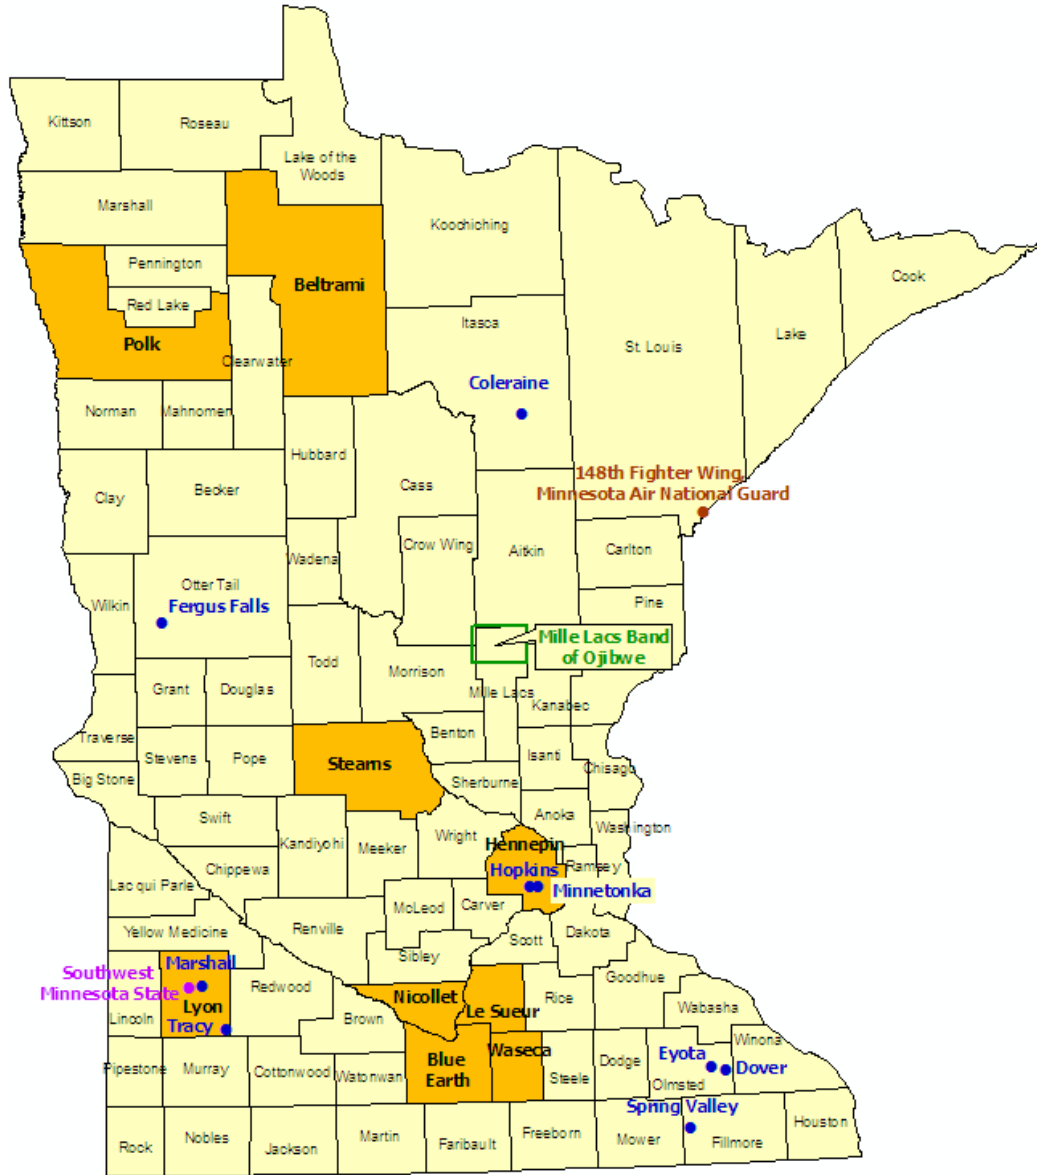 Kittson
Roseau
Lake of the
Woods
Marshall
Koochiching
Cook
Pennington
Beltrami
Red Lake
Itasca
Lake
Polk
St. Louis
Clearwater
Coleraine
Norman
Mahnomen
Hubbard
148th Fighter Wing,
Minnesota Air National Guard
Becker
Cass
Clay
Crow Wing
Aitkin
Carlton
Wadena
Otter Tail
Wilkin
Fergus Falls
Pine
Mille Lacs Band
of Ojibwe
Todd
Morrison
Grant
Douglas
Mille Lacs
Kanabec
Traverse
Benton
Stevens
Pope
Stearns
Isanti
Chisago
Big Stone
Sherburne
Swift
Anoka
Washington
Kandiyohi
Meeker
Wright
Hennepin
Ramsey
Chippewa
Hopkins
Minnetonka
Lac qui Parle
McLeod
Carver
Yellow Medicine
Renville
Scott
Dakota
Sibley
Marshall
Southwest
Minnesota State
Redwood
Nicollet
Goodhue
Lyon
Le Sueur
Rice
Wabasha
Lincoln
Tracy
Brown
Winona
Pipestone
Murray
Cottonwood
Watonwan
Blue
Earth
Waseca
Steele
Dodge
Eyota
Dover
Olmsted
Spring Valley
Rock
Nobles
Jackson
Martin
Faribault
Freeborn
Mower
Fillmore
Houston